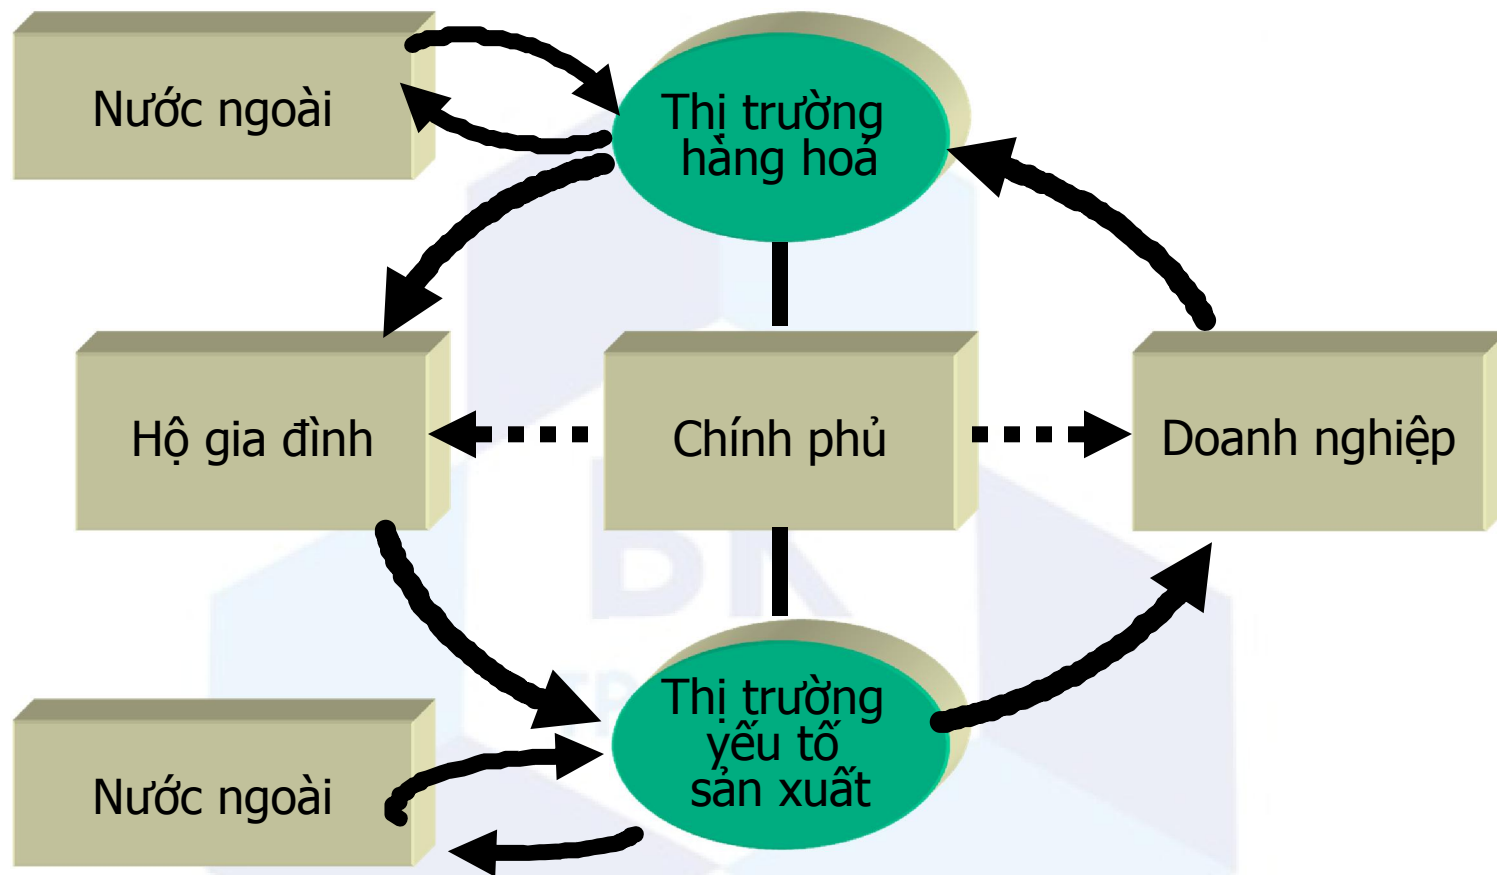 Nước ngoài
Thị trường
hàng hoá
Hộ gia đình
Chính phủ
Doanh nghiệp
Thị trường
yếu tố
sản xuất
Nước ngoài